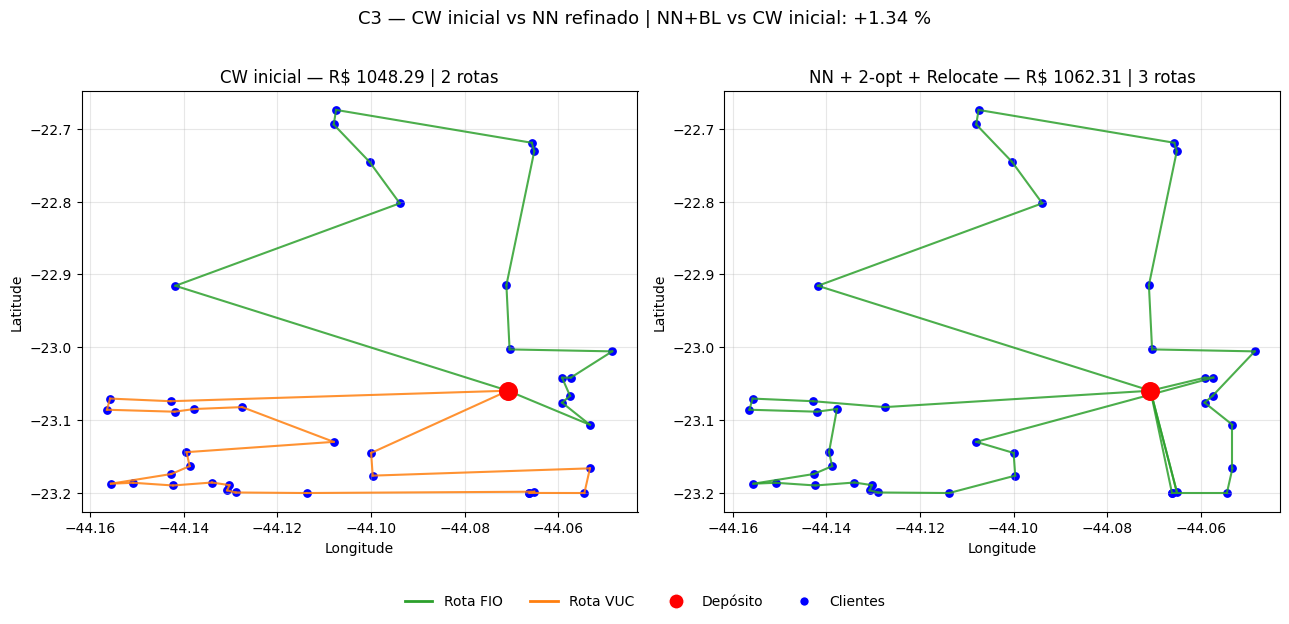 C3 — CW inicial vs NN refinado | NN+BL vs CW inicial: +1.34 %
CW inicial — R$ 1048.29 | 2 rotas
NN + 2-opt + Relocate — R$ 1062.31 | 3 rotas
Latitude
−22.7
−22.8
−22.9
−23.0
−23.1
−23.2
−44.16 −44.14 −44.12 −44.10 −44.08 −44.06
Longitude
Latitude
−22.7
−22.8
−22.9
−23.0
−23.1
−23.2
−44.16 −44.14 −44.12 −44.10 −44.08 −44.06
Longitude
Rota FIO Rota VUC Depósito Clientes